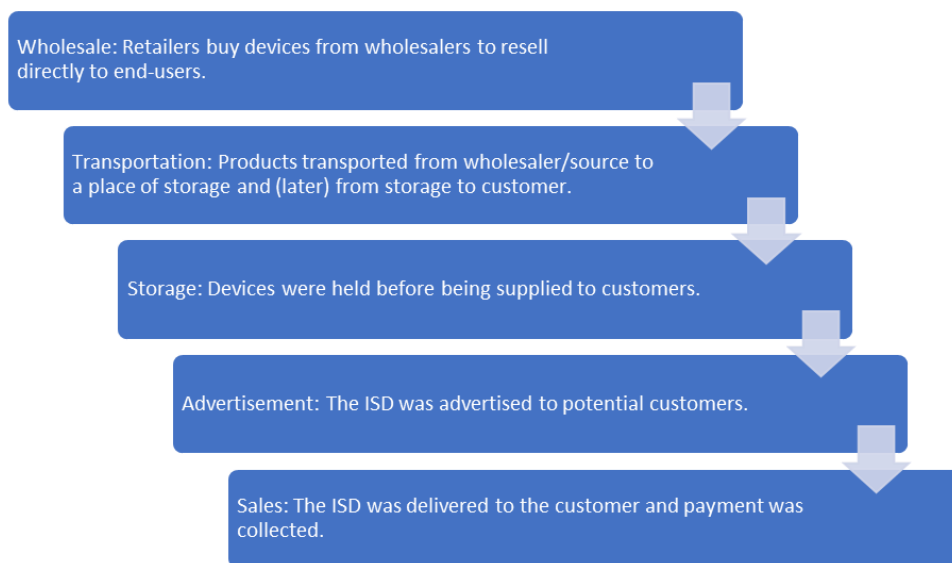 Wholesale: Retailers buy devices from wholesalers to resell
directly to end-users.
Transportation: Products transported from wholesaler/source to
a place of storage and (later) from storage to customer.
Storage: Devices were held before being supplied to customers.
Advertisement: The ISD was advertised to potential customers.
Sales: The ISD was delivered to the customer and payment was
collected.